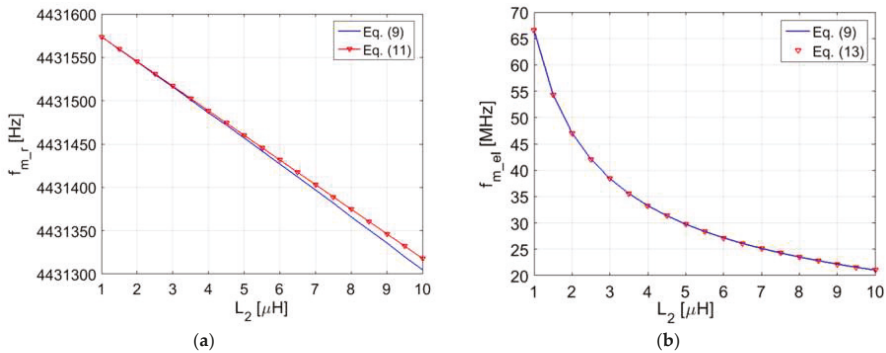 4431600
4431550
4431500
4431450
4431400
4431350
4431300
f_m_r [Hz]
Eq. (9)
Eq. (11)
1 2 3 4 5 6 7 8 9 10
L_2 [μH]
(a)
70
65
60
55
50
45
40
35
30
25
20
f_m_el [MHz]
Eq. (9)
Eq. (13)
1 2 3 4 5 6 7 8 9 10
L_2 [μH]
(b)